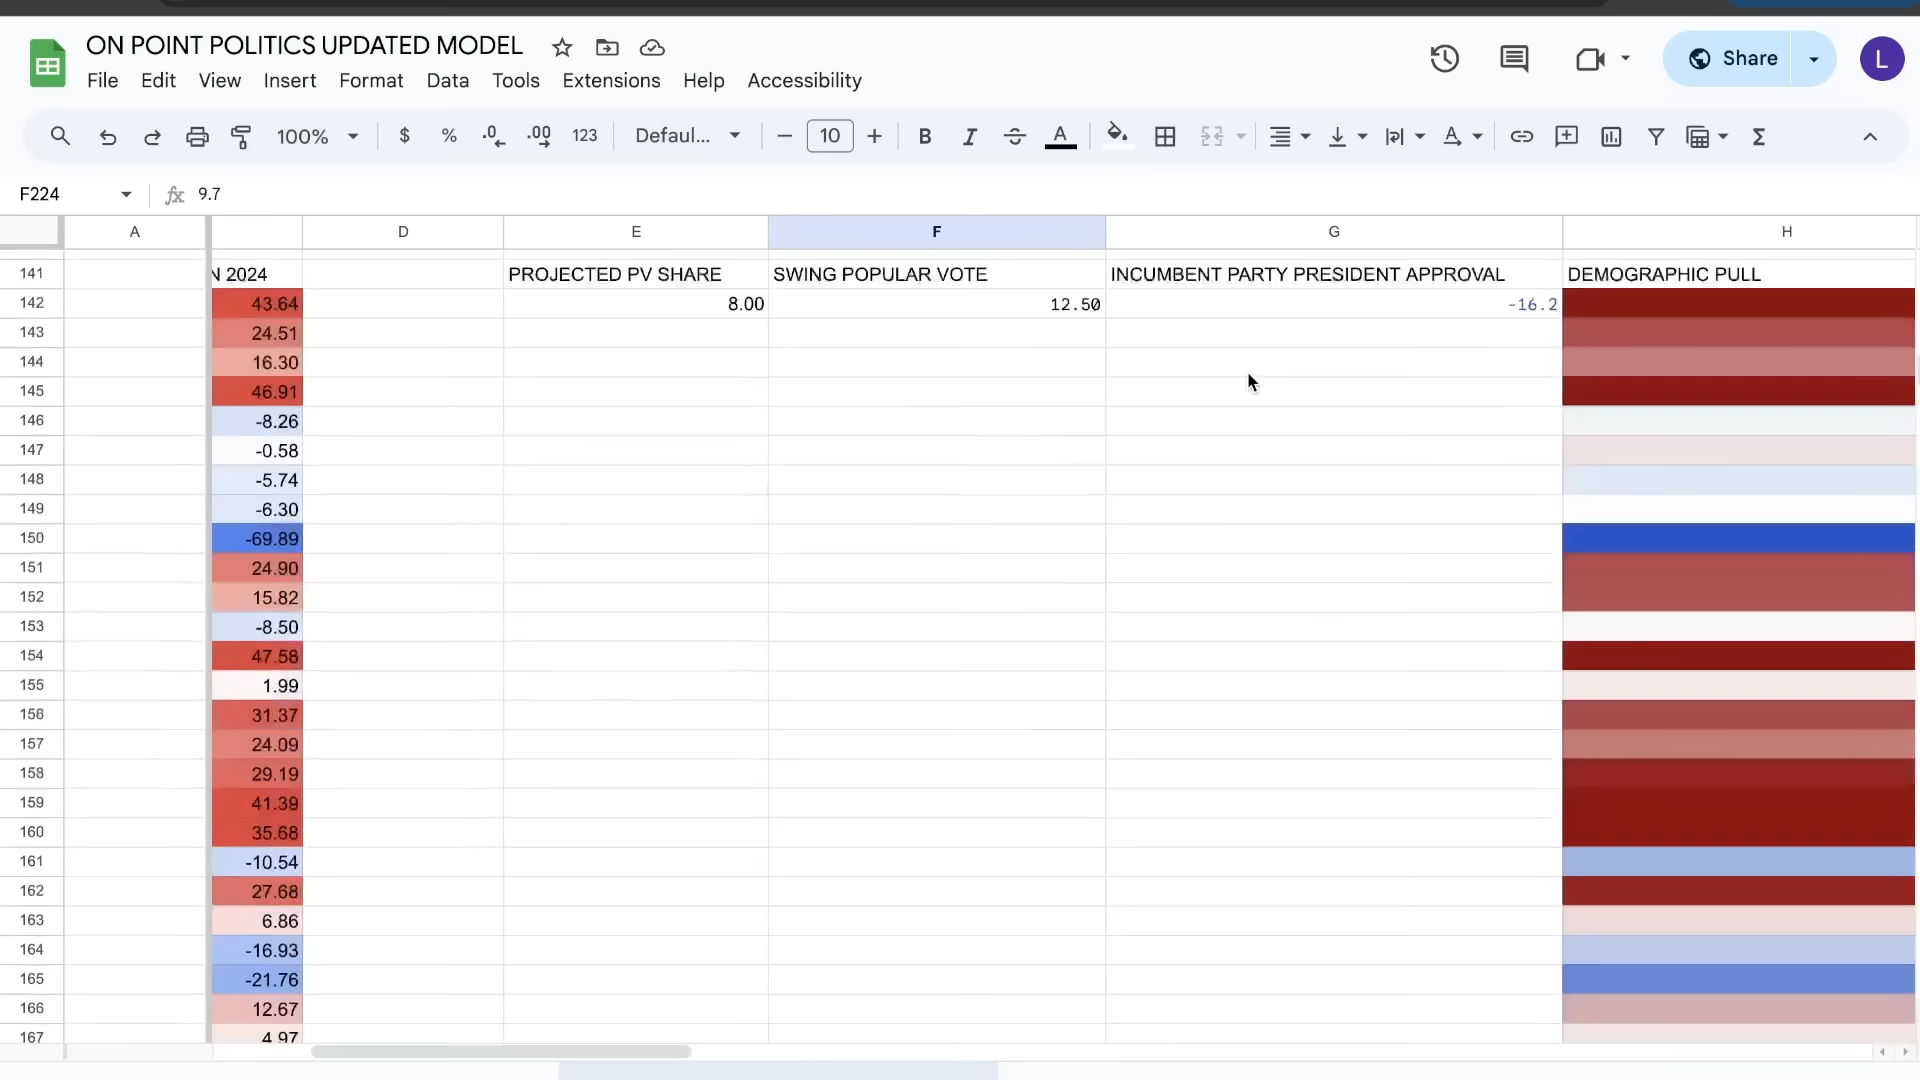 ON POINT POLITICS UPDATED MODEL
File Edit View Insert Format Data Tools Extensions Help Accessibility
Share
L
100% $ % .0 .00 123 Defaul... − 10 + B I S A Σ
F224 fx 9.7
A D E F G H
141 N 2024 PROJECTED PV SHARE SWING POPULAR VOTE INCUMBENT PARTY PRESIDENT APPROVAL DEMOGRAPHIC PULL
142 43.64 8.00 12.50 -16.2
143 24.51
144 16.30
145 46.91
146 -8.26
147 -0.58
148 -5.74
149 -6.30
150 -69.89
151 24.90
152 15.82
153 -8.50
154 47.58
155 1.99
156 31.37
157 24.09
158 29.19
159 41.39
160 35.68
161 -10.54
162 27.68
163 6.86
164 -16.93
165 -21.76
166 12.67
167 4.97